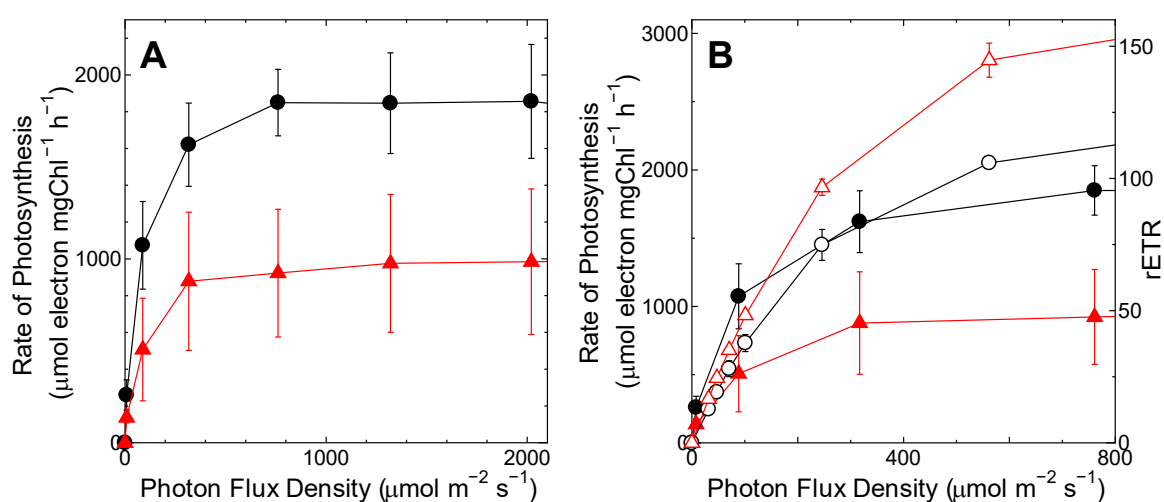 A
Rate of Photosynthesis
(μmol electron mgChl⁻¹ h⁻¹)
2000
1000
0
0
1000
2000
Photon Flux Density (μmol m⁻² s⁻¹)
B
Rate of Photosynthesis
(μmol electron mgChl⁻¹ h⁻¹)
3000
2000
1000
0
0
200
400
600
800
Photon Flux Density (μmol m⁻² s⁻¹)
150
100
50
0
rETR